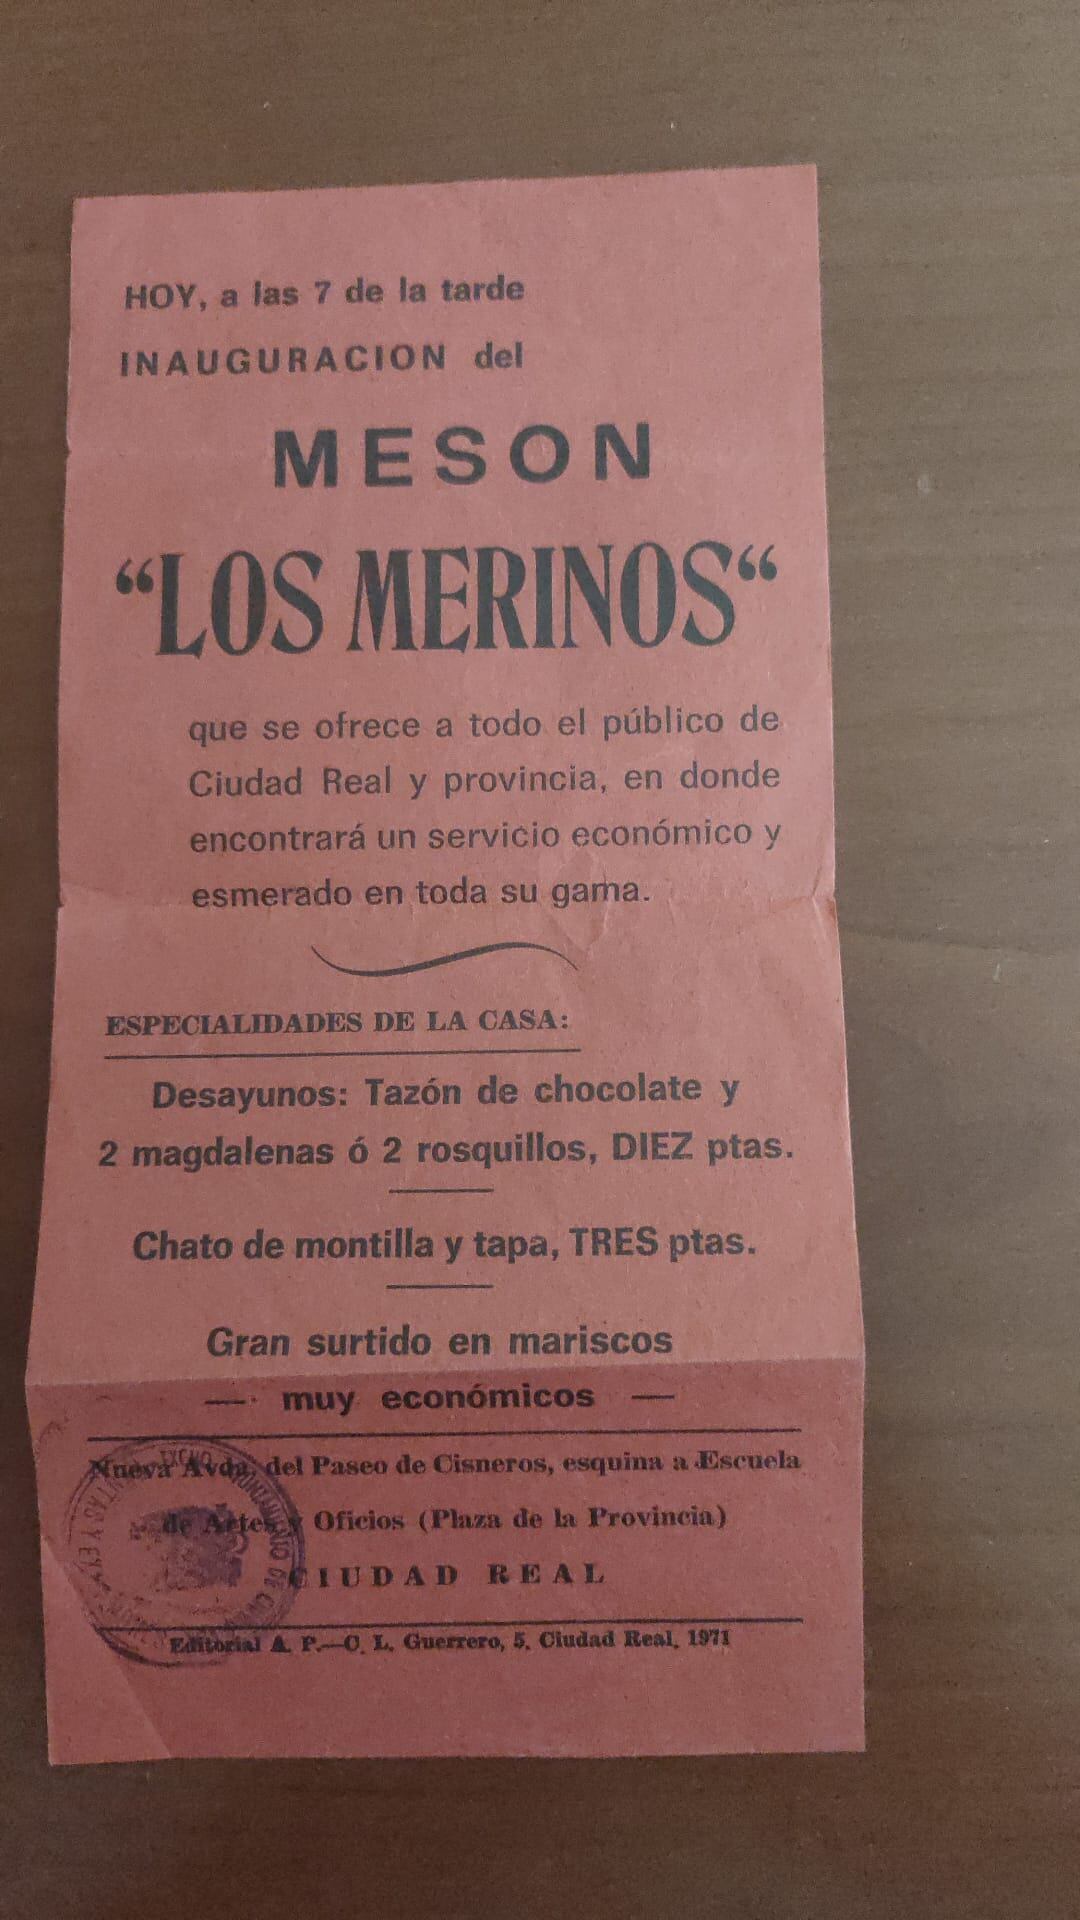 HOY, a las 7 de la tarde
INAUGURACION del
MESON
“LOS MERINOS“
que se ofrece a todo el público de
Ciudad Real y provincia, en donde
encontrará un servicio económico y
esmerado en toda su gama.
ESPECIALIDADES DE LA CASA:
Desayunos: Tazón de chocolate y
2 magdalenas ó 2 rosquillos, DIEZ ptas.
Chato de montilla y tapa, TRES ptas.
Gran surtido en mariscos
— muy económicos —
Nueva Avda. del Paseo de Cisneros, esquina a Escuela
de Artes y Oficios (Plaza de la Provincia)
CIUDAD REAL
Editorial A. P.—C. L. Guerrero, 5. Ciudad Real, 1971
EXCMO. AYUNTAMIENTO DE